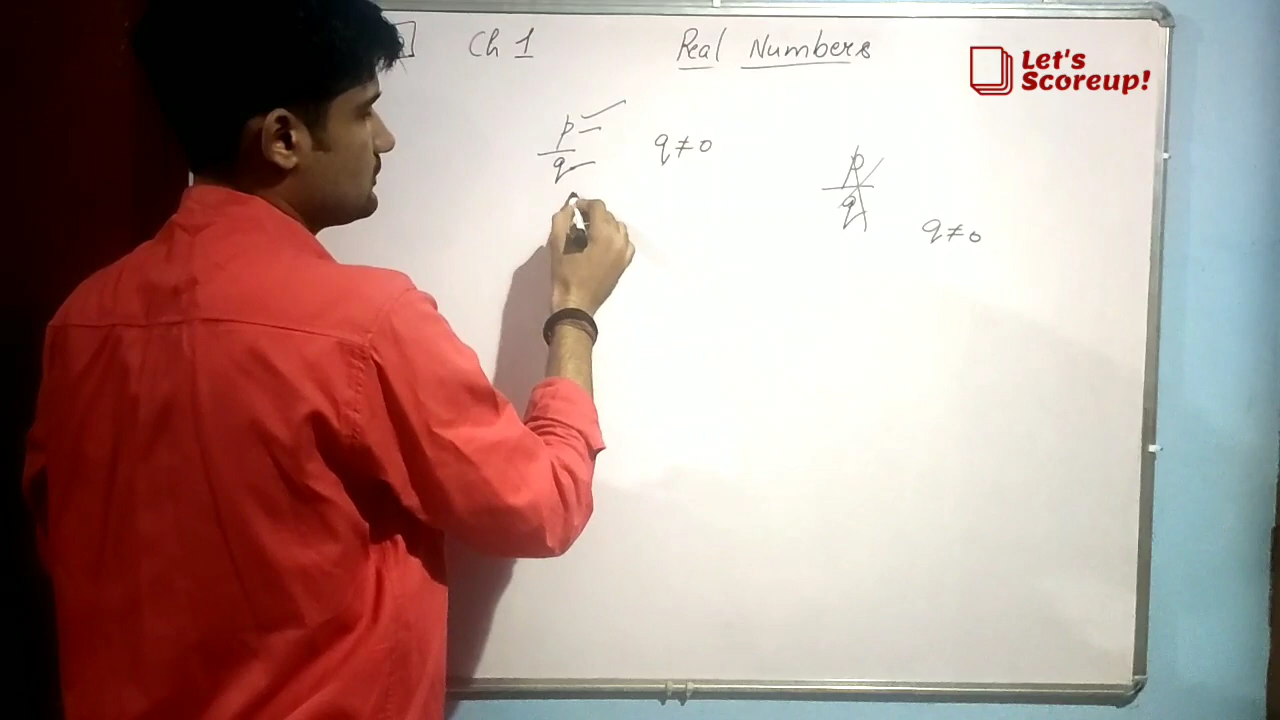 Ch 1 Real Numbers
Let's
Scoreup!
p
q
q ≠ 0
p
q
q ≠ 0